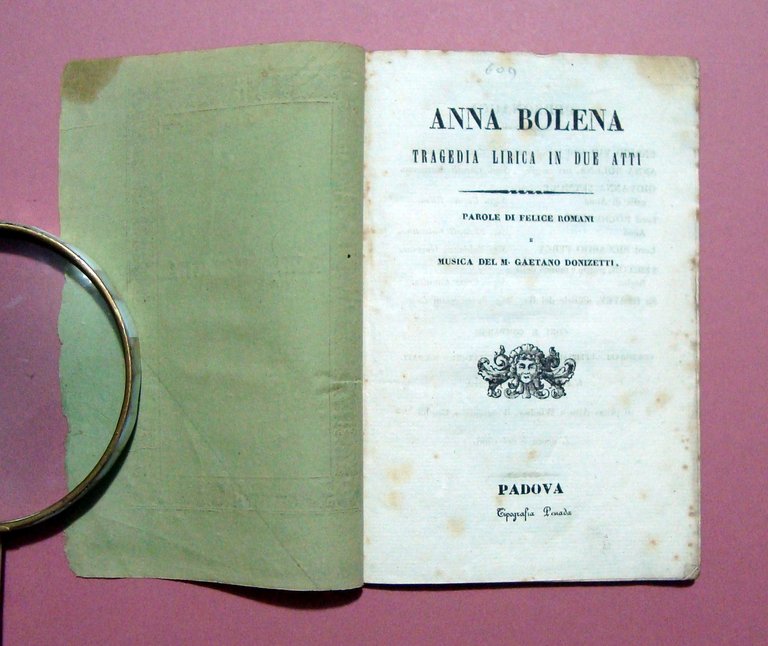 609
ANNA BOLENA
TRAGEDIA LIRICA IN DUE ATTI
PAROLE DI FELICE ROMANI
E
MUSICA DEL M. GAETANO DONIZETTI.
PADOVA
Tipografia Penada